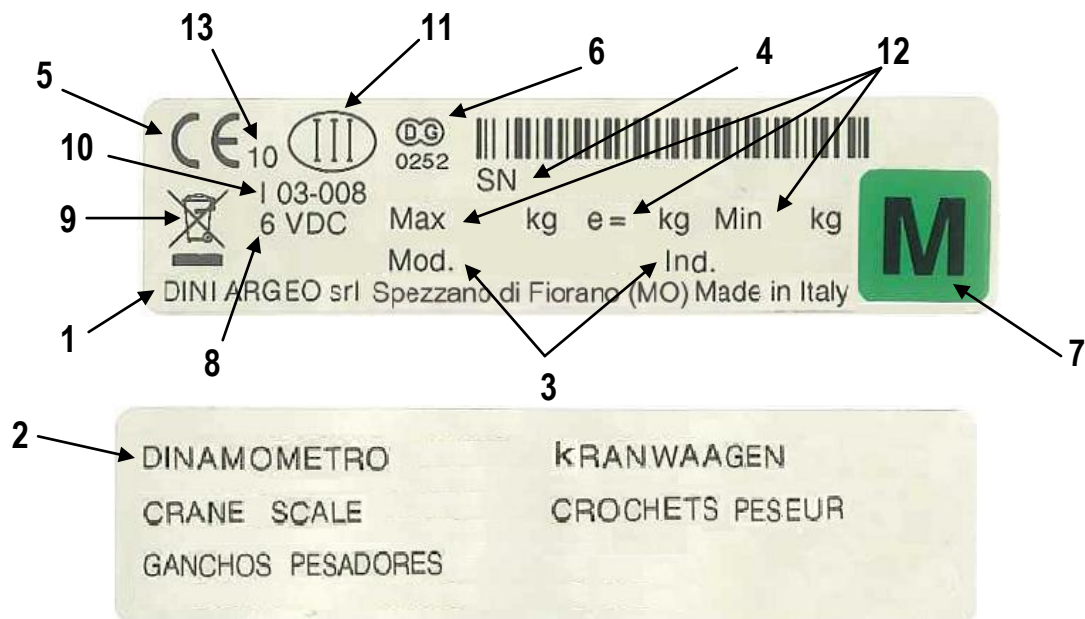 13 11 6 4 12
5
CE 10 III DG 0252
SN
10
I 03-008
9
6 VDC Max kg e= kg Min kg M
Mod. Ind.
DINI ARGEO srl Spezzano di Fiorano (MO) Made in Italy
1 8 3 7
2
DINAMOMETRO KRANWAAGEN
CRANE SCALE CROCHETS PESEUR
GANCHOS PESADORES